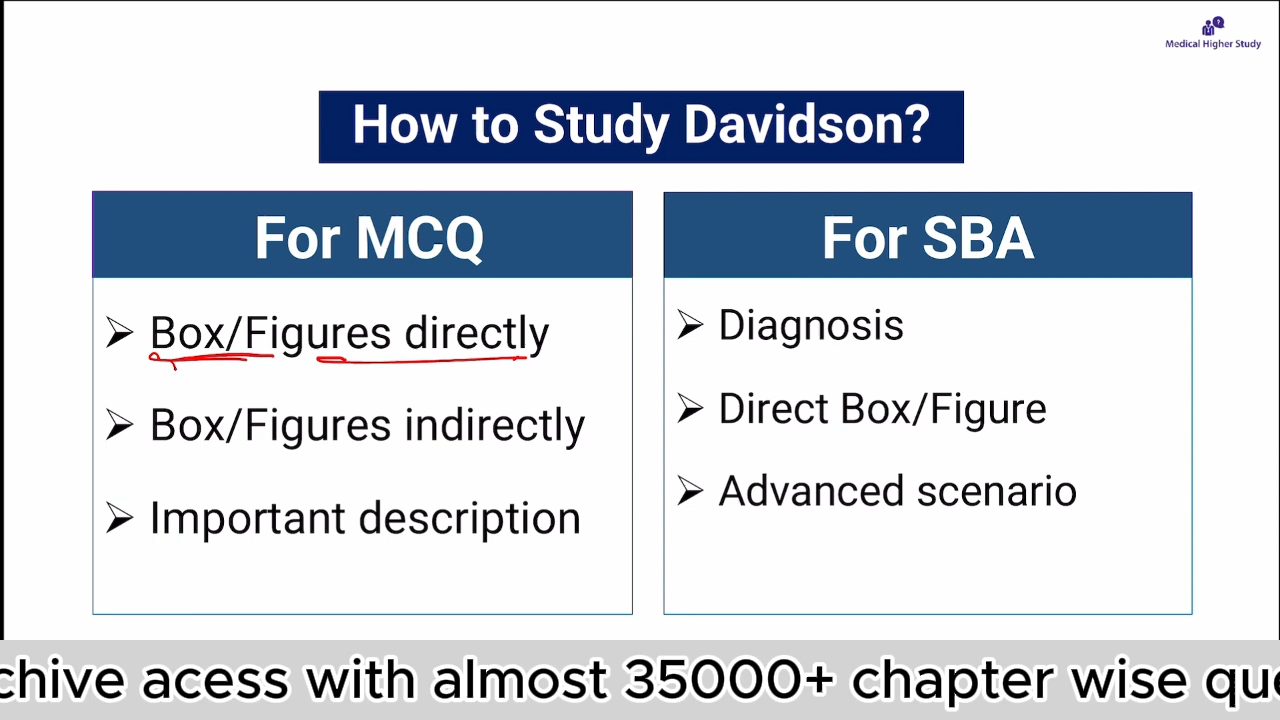 Medical Higher Study
How to Study Davidson?
For MCQ
Box/Figures directly
Box/Figures indirectly
Important description
For SBA
Diagnosis
Direct Box/Figure
Advanced scenario
chive acess with almost 35000+ chapter wise que